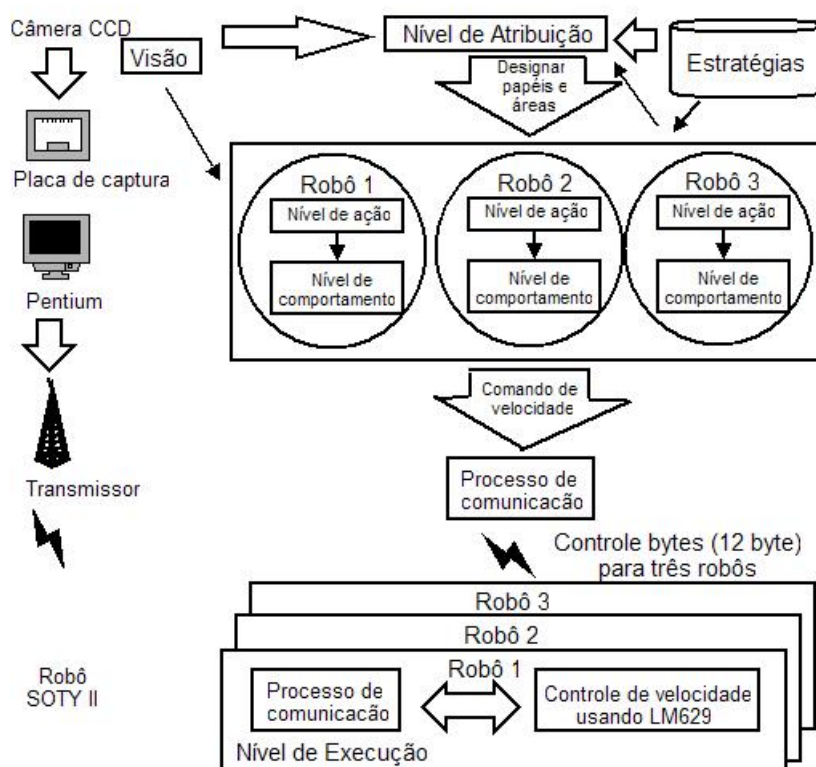 Câmera CCD
Visão
Nível de Atribuição
Estratégias
Designar
papéis e
áreas
Placa de captura
Pentium
Transmissor
Robô 1
Nível de ação
Nível de
comportamento
Robô 2
Nível de ação
Nível de
comportamento
Robô 3
Nível de ação
Nível de
comportamento
Comando de
velocidade
Processo de
comunicacão
Controle bytes (12 byte)
para três robôs
Robô 3
Robô 2
Robô 1
Robô
SOTY II
Processo de
comunicacão
Controle de velocidade
usando LM629
Nível de Execução